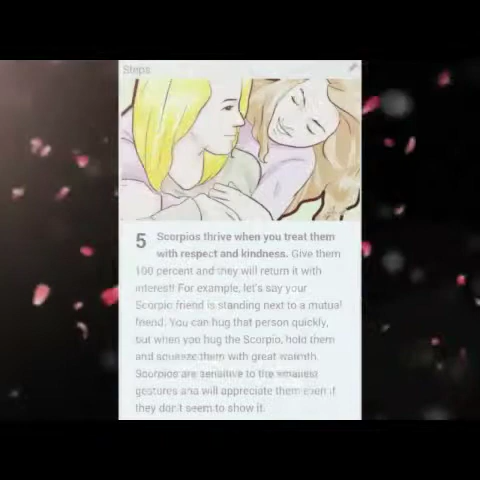 Steps
5 Scorpios thrive when you treat them
with respect and kindness. Give them
100 percent and they will return it with
interest! For example, let's say your
Scorpio friend is standing next to a mutual
friend. You can hug that person quickly,
but when you hug the Scorpio, hold them
and squeeze them with great warmth.
Scorpios are sensitive to the smallest
gestures and will appreciate them even if
they don't seem to show it.